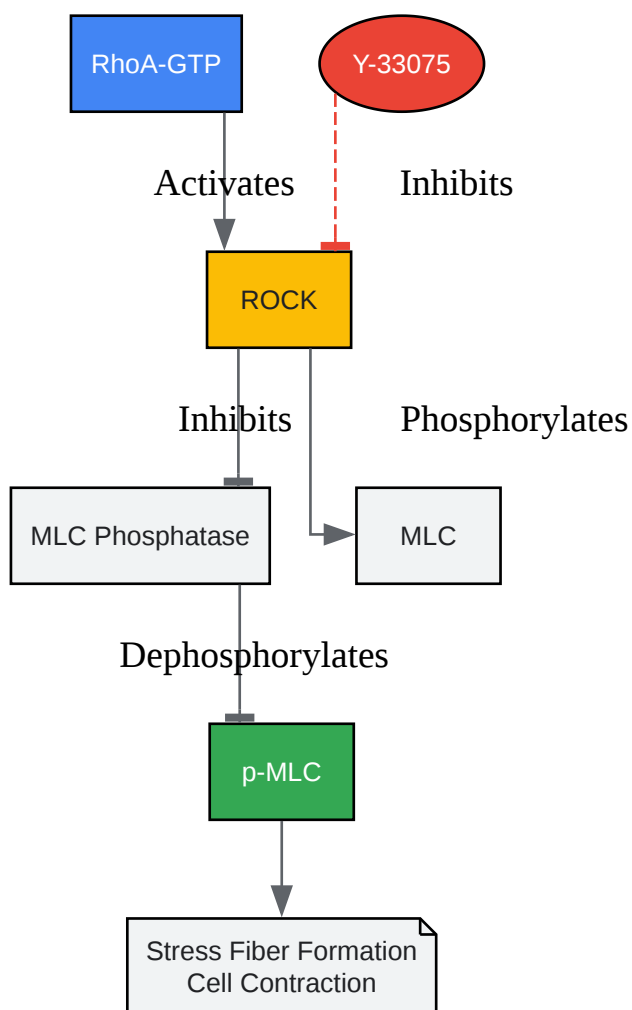 RhoA-GTP
Y-33075
Activates
Inhibits
ROCK
Inhibits
Phosphorylates
MLC Phosphatase
MLC
Dephosphorylates
p-MLC
Stress Fiber Formation
Cell Contraction